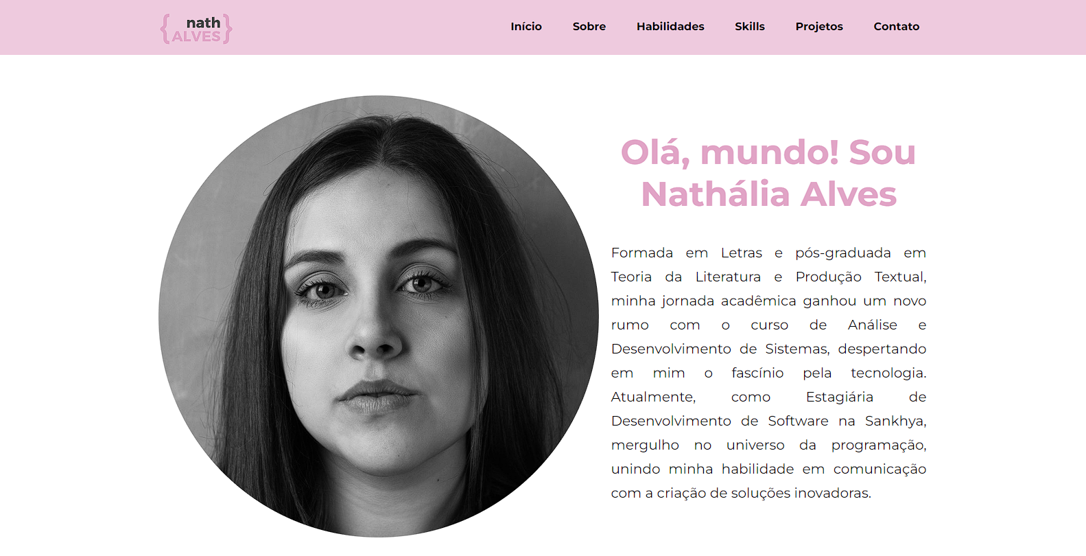 { nath
ALVES }
Início Sobre Habilidades Skills Projetos Contato
Olá, mundo! Sou
Nathália Alves
Formada em Letras e pós-graduada em
Teoria da Literatura e Produção Textual,
minha jornada acadêmica ganhou um novo
rumo com o curso de Análise e
Desenvolvimento de Sistemas, despertando
em mim o fascínio pela tecnologia.
Atualmente, como Estagiária de
Desenvolvimento de Software na Sankhya,
mergulho no universo da programação,
unindo minha habilidade em comunicação
com a criação de soluções inovadoras.